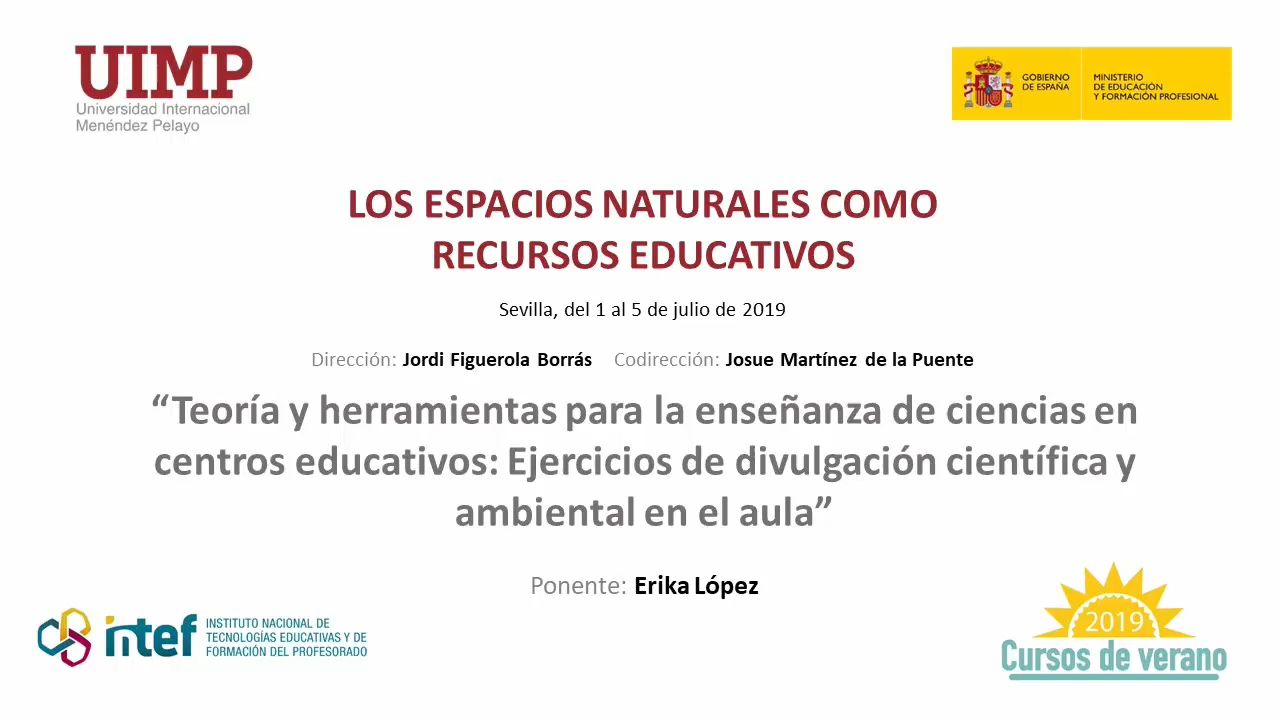 UIMP
Universidad Internacional
Menéndez Pelayo
GOBIERNO
DE ESPAÑA
MINISTERIO
DE EDUCACIÓN
Y FORMACIÓN PROFESIONAL
LOS ESPACIOS NATURALES COMO
RECURSOS EDUCATIVOS
Sevilla, del 1 al 5 de julio de 2019
Dirección: Jordi Figuerola Borrás Codirección: Josue Martínez de la Puente
“Teoría y herramientas para la enseñanza de ciencias en
centros educativos: Ejercicios de divulgación científica y
ambiental en el aula”
Ponente: Erika López
intef
INSTITUTO NACIONAL DE
TECNOLOGÍAS EDUCATIVAS Y DE
FORMACIÓN DEL PROFESORADO
2019
Cursos de verano